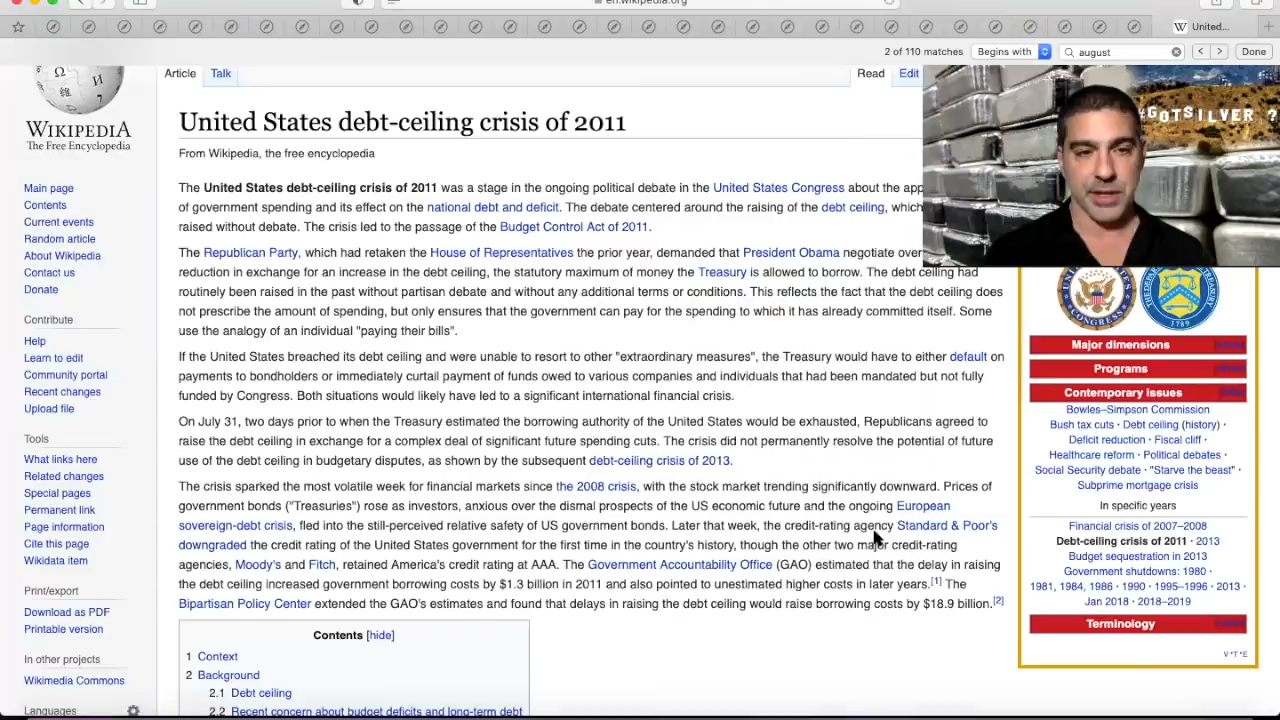 en.wikipedia.org
United...
2 of 110 matches
Begins with
august
Done
Article
Talk
Read
Edit
#GOTSILVER ?
WIKIPEDIA
The Free Encyclopedia
United States debt-ceiling crisis of 2011
From Wikipedia, the free encyclopedia
The United States debt-ceiling crisis of 2011 was a stage in the ongoing political debate in the United States Congress about the app
of government spending and its effect on the national debt and deficit. The debate centered around the raising of the debt ceiling, which
raised without debate. The crisis led to the passage of the Budget Control Act of 2011.
The Republican Party, which had retaken the House of Representatives the prior year, demanded that President Obama negotiate over
reduction in exchange for an increase in the debt ceiling, the statutory maximum of money the Treasury is allowed to borrow. The debt ceiling had
routinely been raised in the past without partisan debate and without any additional terms or conditions. This reflects the fact that the debt ceiling does
not prescribe the amount of spending, but only ensures that the government can pay for the spending to which it has already committed itself. Some
use the analogy of an individual "paying their bills".
If the United States breached its debt ceiling and were unable to resort to other "extraordinary measures", the Treasury would have to either default on
payments to bondholders or immediately curtail payment of funds owed to various companies and individuals that had been mandated but not fully
funded by Congress. Both situations would likely have led to a significant international financial crisis.
On July 31, two days prior to when the Treasury estimated the borrowing authority of the United States would be exhausted, Republicans agreed to
raise the debt ceiling in exchange for a complex deal of significant future spending cuts. The crisis did not permanently resolve the potential of future
use of the debt ceiling in budgetary disputes, as shown by the subsequent debt-ceiling crisis of 2013.
The crisis sparked the most volatile week for financial markets since the 2008 crisis, with the stock market trending significantly downward. Prices of
government bonds ("Treasuries") rose as investors, anxious over the dismal prospects of the US economic future and the ongoing European
sovereign-debt crisis, fled into the still-perceived relative safety of US government bonds. Later that week, the credit-rating agency Standard & Poor's
downgraded the credit rating of the United States government for the first time in the country's history, though the other two major credit-rating
agencies, Moody's and Fitch, retained America's credit rating at AAA. The Government Accountability Office (GAO) estimated that the delay in raising
the debt ceiling increased government borrowing costs by $1.3 billion in 2011 and also pointed to unestimated higher costs in later years.[1] The
Bipartisan Policy Center extended the GAO's estimates and found that delays in raising the debt ceiling would raise borrowing costs by $18.9 billion.[2]
Contents [hide]
1 Context
2 Background
2.1 Debt ceiling
2.2 Recent concern about budget deficits and long-term debt
Main page
Contents
Current events
Random article
About Wikipedia
Contact us
Donate
Contribute
Help
Learn to edit
Community portal
Recent changes
Upload file
Tools
What links here
Related changes
Special pages
Permanent link
Page information
Cite this page
Wikidata item
Print/export
Download as PDF
Printable version
In other projects
Wikimedia Commons
Languages
Major dimensions
Programs
Contemporary issues
Bowles–Simpson Commission
Bush tax cuts · Debt ceiling (history) ·
Deficit reduction · Fiscal cliff ·
Healthcare reform · Political debates ·
Social Security debate · "Starve the beast" ·
Subprime mortgage crisis
In specific years
Financial crisis of 2007–2008
Debt-ceiling crisis of 2011 · 2013
Budget sequestration in 2013
Government shutdowns: 1980 ·
1981, 1984, 1986 · 1990 · 1995–1996 · 2013 ·
Jan 2018 · 2018–2019
Terminology
V · T · E